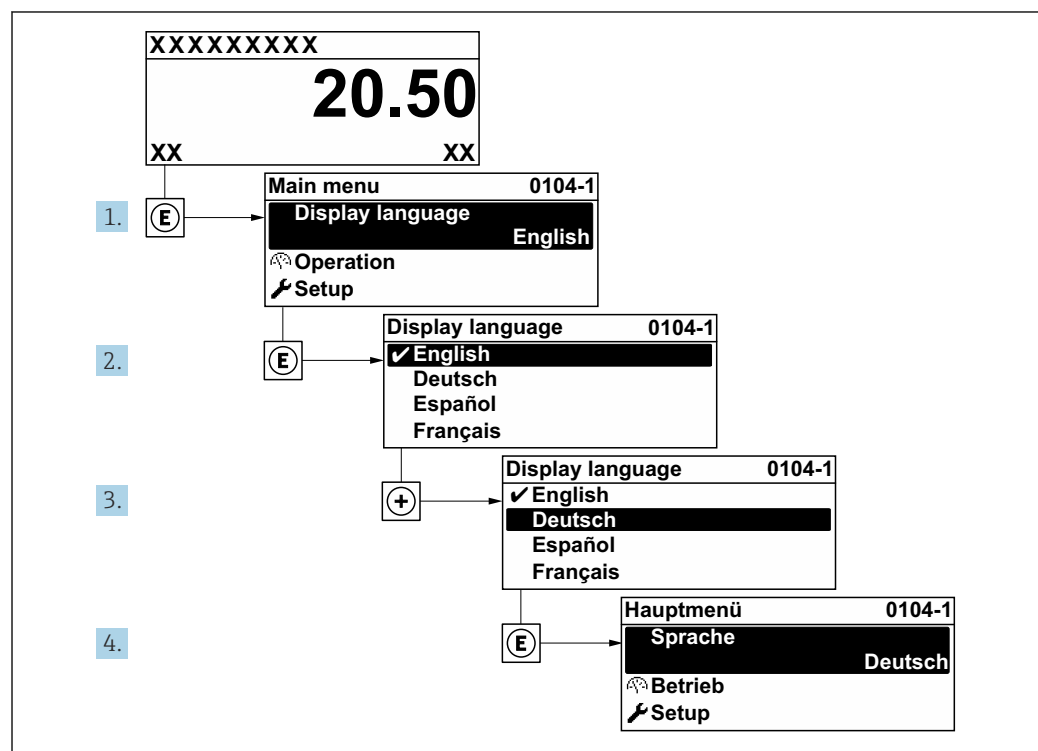 XXXXXXXXX
20.50
XX XX
1. E
Main menu 0104-1
Display language
English
Operation
Setup
2. E
Display language 0104-1
✔English
Deutsch
Español
Français
3. +
Display language 0104-1
✔English
Deutsch
Español
Français
4. E
Hauptmenü 0104-1
Sprache
Deutsch
Betrieb
Setup